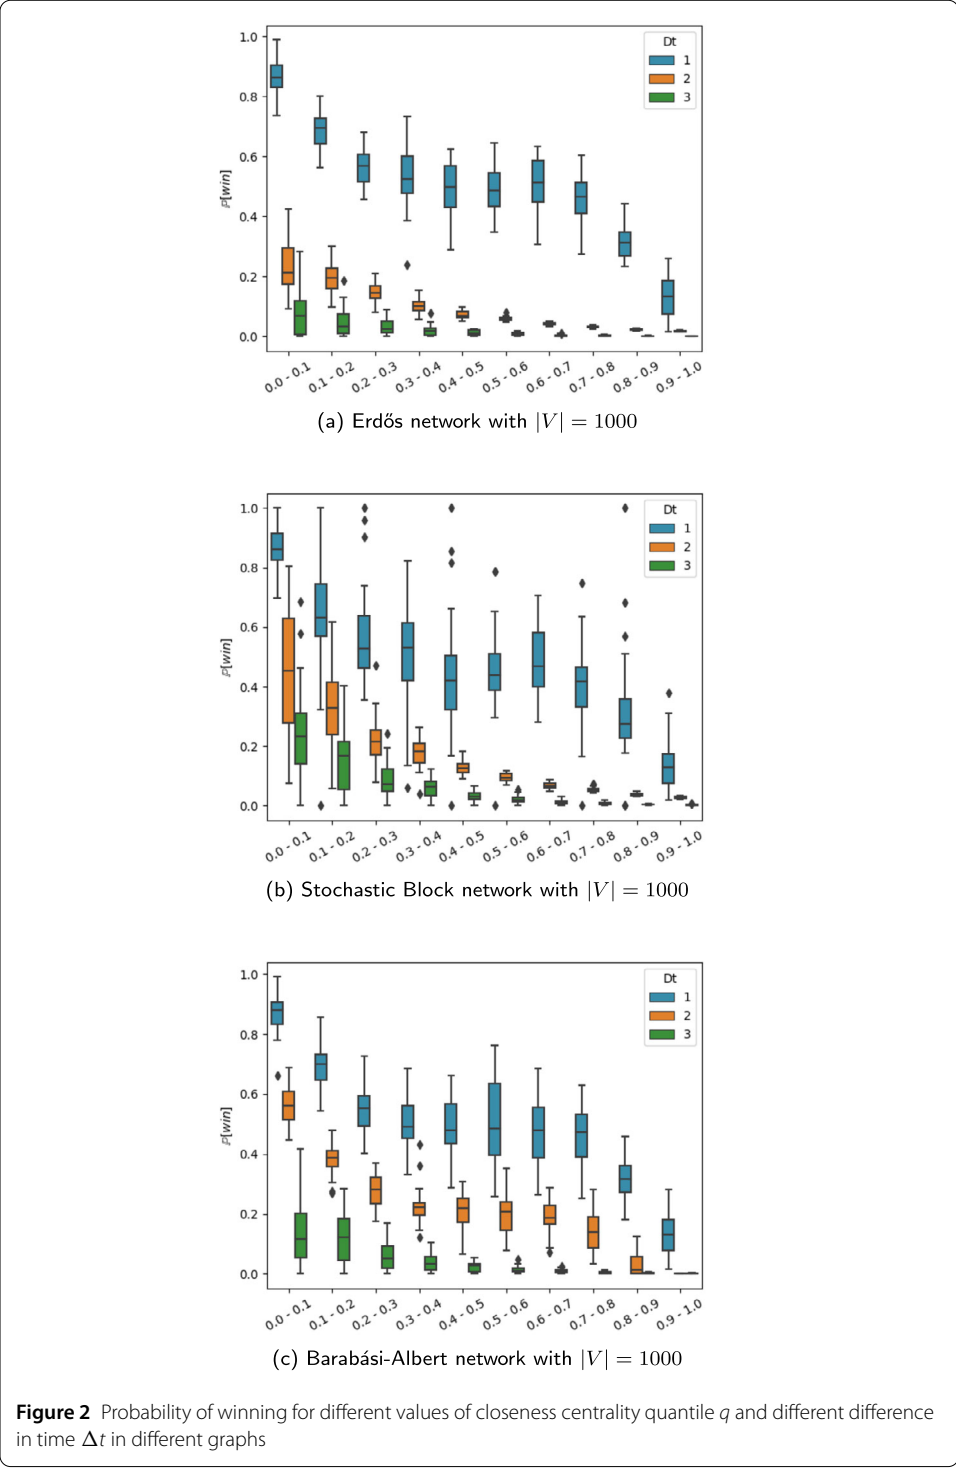 1.0
0.8
0.6
0.4
0.2
0.0
ℙ[win]
Dt
1
2
3
0.0 - 0.1
0.1 - 0.2
0.2 - 0.3
0.3 - 0.4
0.4 - 0.5
0.5 - 0.6
0.6 - 0.7
0.7 - 0.8
0.8 - 0.9
0.9 - 1.0
(a) Erdős network with |V| = 1000
1.0
0.8
0.6
0.4
0.2
0.0
ℙ[win]
Dt
1
2
3
0.0 - 0.1
0.1 - 0.2
0.2 - 0.3
0.3 - 0.4
0.4 - 0.5
0.5 - 0.6
0.6 - 0.7
0.7 - 0.8
0.8 - 0.9
0.9 - 1.0
(b) Stochastic Block network with |V| = 1000
1.0
0.8
0.6
0.4
0.2
0.0
ℙ[win]
Dt
1
2
3
0.0 - 0.1
0.1 - 0.2
0.2 - 0.3
0.3 - 0.4
0.4 - 0.5
0.5 - 0.6
0.6 - 0.7
0.7 - 0.8
0.8 - 0.9
0.9 - 1.0
(c) Barabási-Albert network with |V| = 1000
Figure 2 Probability of winning for different values of closeness centrality quantile q and different difference
in time Δt in different graphs